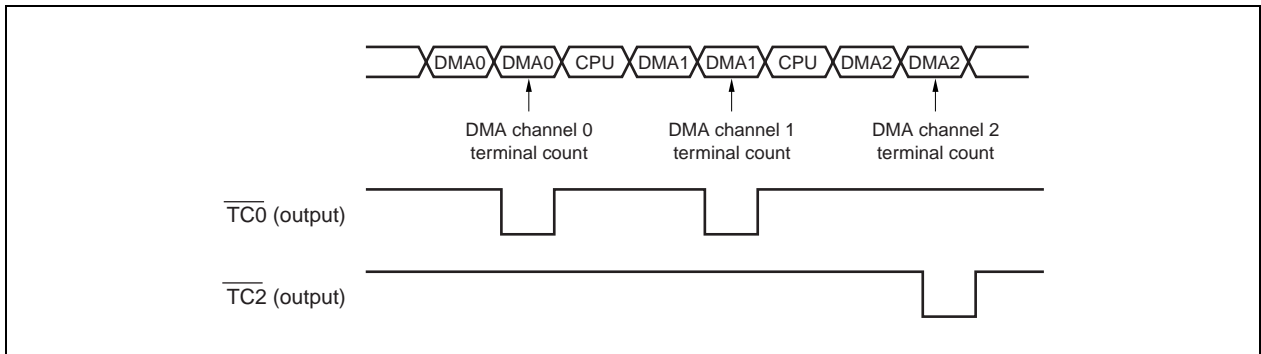 DMA0 DMA0 CPU DMA1 DMA1 CPU DMA2 DMA2
DMA channel 0
terminal count
DMA channel 1
terminal count
DMA channel 2
terminal count
TC0 (output)
TC2 (output)